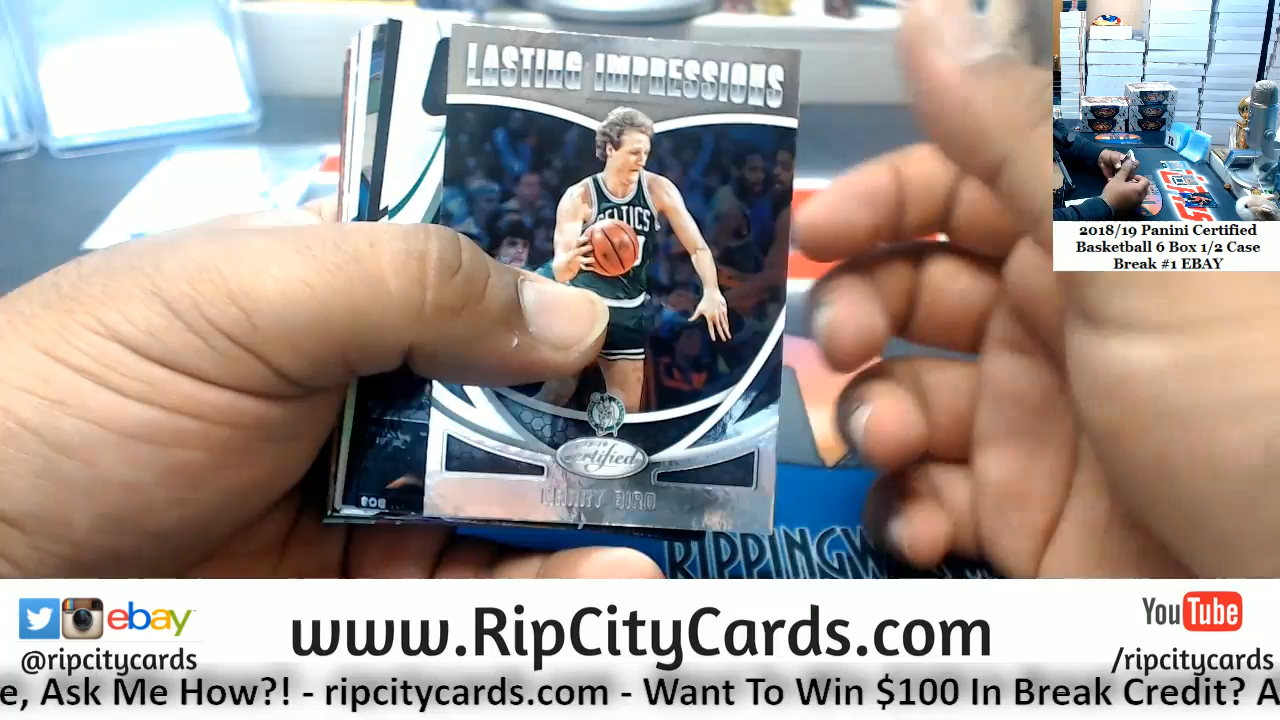 LASTING IMPRESSIONS
CELTICS
certified
LARRY BIRD
RIPPINGW
2018/19 Panini Certified
Basketball 6 Box 1/2 Case
Break #1 EBAY
ebay
@ripcitycards
www.RipCityCards.com
YouTube
/ripcitycards
e, Ask Me How?! - ripcitycards.com - Want To Win $100 In Break Credit? A